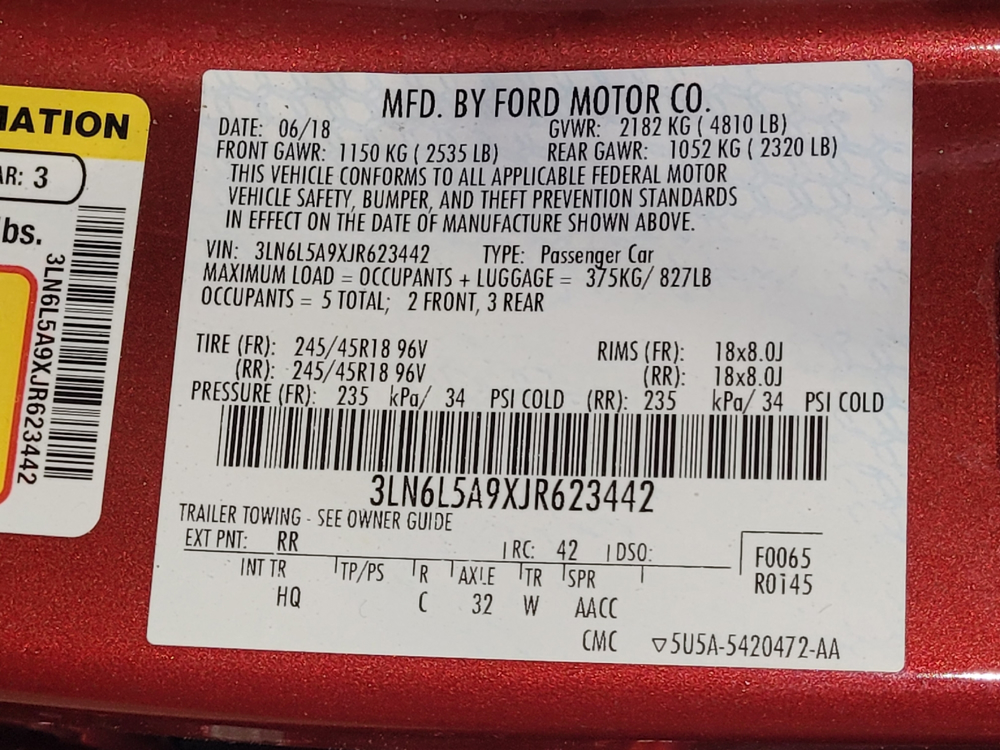 MATION
AR: 3
lbs.
3LN6L5A9XJR623442
MFD. BY FORD MOTOR CO.
DATE: 06/18 GVWR: 2182 KG ( 4810 LB)
FRONT GAWR: 1150 KG ( 2535 LB) REAR GAWR: 1052 KG ( 2320 LB)
THIS VEHICLE CONFORMS TO ALL APPLICABLE FEDERAL MOTOR
VEHICLE SAFETY, BUMPER, AND THEFT PREVENTION STANDARDS
IN EFFECT ON THE DATE OF MANUFACTURE SHOWN ABOVE.
VIN: 3LN6L5A9XJR623442 TYPE: Passenger Car
MAXIMUM LOAD = OCCUPANTS + LUGGAGE = 375KG/ 827LB
OCCUPANTS = 5 TOTAL; 2 FRONT, 3 REAR
TIRE (FR): 245/45R18 96V RIMS (FR): 18x8.0J
(RR): 245/45R18 96V (RR): 18x8.0J
PRESSURE (FR): 235 kPa/ 34 PSI COLD (RR): 235 kPa/ 34 PSI COLD
3LN6L5A9XJR623442
TRAILER TOWING - SEE OWNER GUIDE
EXT PNT: RR RC: 42 DSO: F0065
INT TR TP/PS R AXLE TR SPR R0145
HQ C 32 W AACC
CMC ▽5U5A-5420472-AA